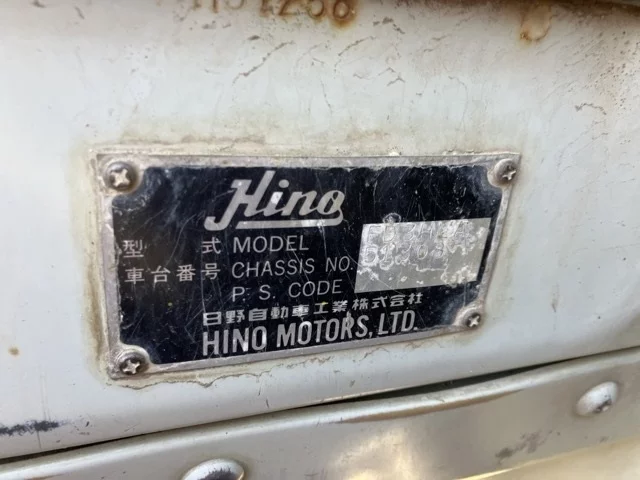 Hino
型 式 MODEL
車台番号 CHASSIS NO.
P. S. CODE
日野自動車工業株式会社
HINO MOTORS, LTD.